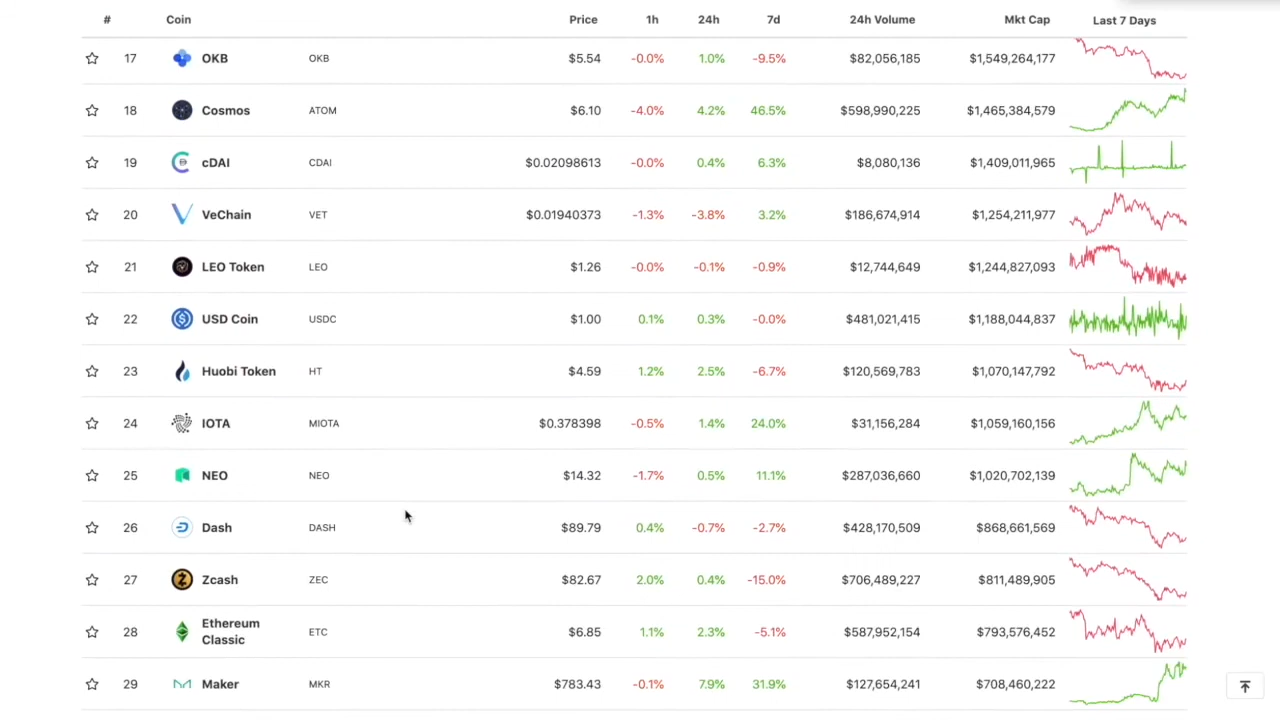 # Coin Price 1h 24h 7d 24h Volume Mkt Cap Last 7 Days
17 OKB OKB $5.54 -0.0% 1.0% -9.5% $82,056,185 $1,549,264,177
18 Cosmos ATOM $6.10 -4.0% 4.2% 46.5% $598,990,225 $1,465,384,579
19 cDAI CDAI $0.02098613 -0.0% 0.4% 6.3% $8,080,136 $1,409,011,965
20 VeChain VET $0.01940373 -1.3% -3.8% 3.2% $186,674,914 $1,254,211,977
21 LEO Token LEO $1.26 -0.0% -0.1% -0.9% $12,744,649 $1,244,827,093
22 USD Coin USDC $1.00 0.1% 0.3% -0.0% $481,021,415 $1,188,044,837
23 Huobi Token HT $4.59 1.2% 2.5% -6.7% $120,569,783 $1,070,147,792
24 IOTA MIOTA $0.378398 -0.5% 1.4% 24.0% $31,156,284 $1,059,160,156
25 NEO NEO $14.32 -1.7% 0.5% 11.1% $287,036,660 $1,020,702,139
26 Dash DASH $89.79 0.4% -0.7% -2.7% $428,170,509 $868,661,569
27 Zcash ZEC $82.67 2.0% 0.4% -15.0% $706,489,227 $811,489,905
28 Ethereum Classic ETC $6.85 1.1% 2.3% -5.1% $587,952,154 $793,576,452
29 Maker MKR $783.43 -0.1% 7.9% 31.9% $127,654,241 $708,460,222